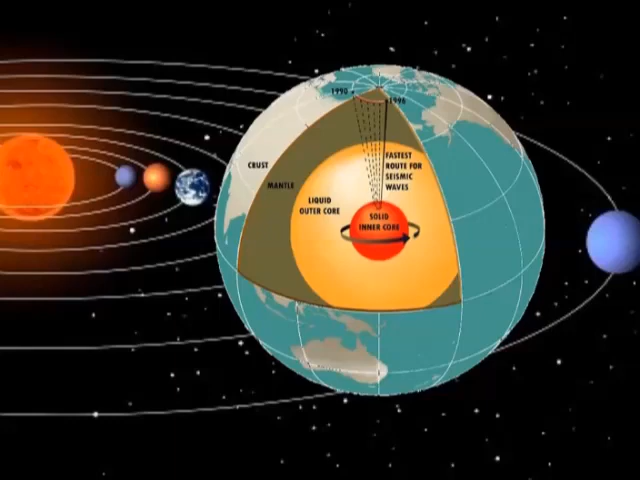 1990
1996
CRUST
MANTLE
FASTEST
ROUTE FOR
SEISMIC
WAVES
LIQUID
OUTER CORE
SOLID
INNER CORE